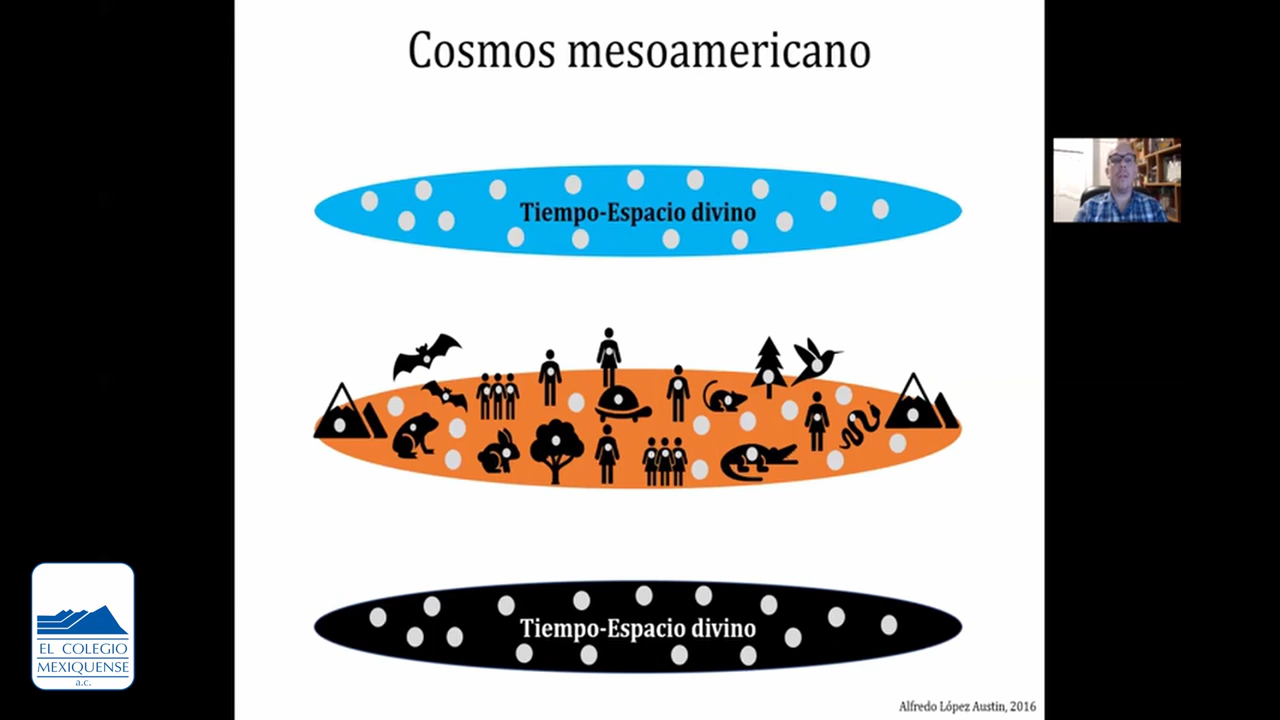 Cosmos mesoamericano
Tiempo-Espacio divino
Tiempo-Espacio divino
EL COLEGIO
MEXIQUENSE
a.c.
Alfredo López Austin, 2016